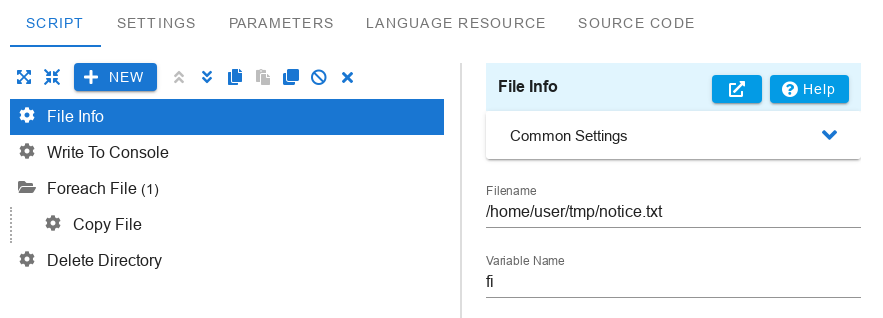 SCRIPT SETTINGS PARAMETERS LANGUAGE RESOURCE SOURCE CODE
NEW
File Info
Write To Console
Foreach File (1)
Copy File
Delete Directory
File Info
Help
Common Settings
Filename
/home/user/tmp/notice.txt
Variable Name
fi